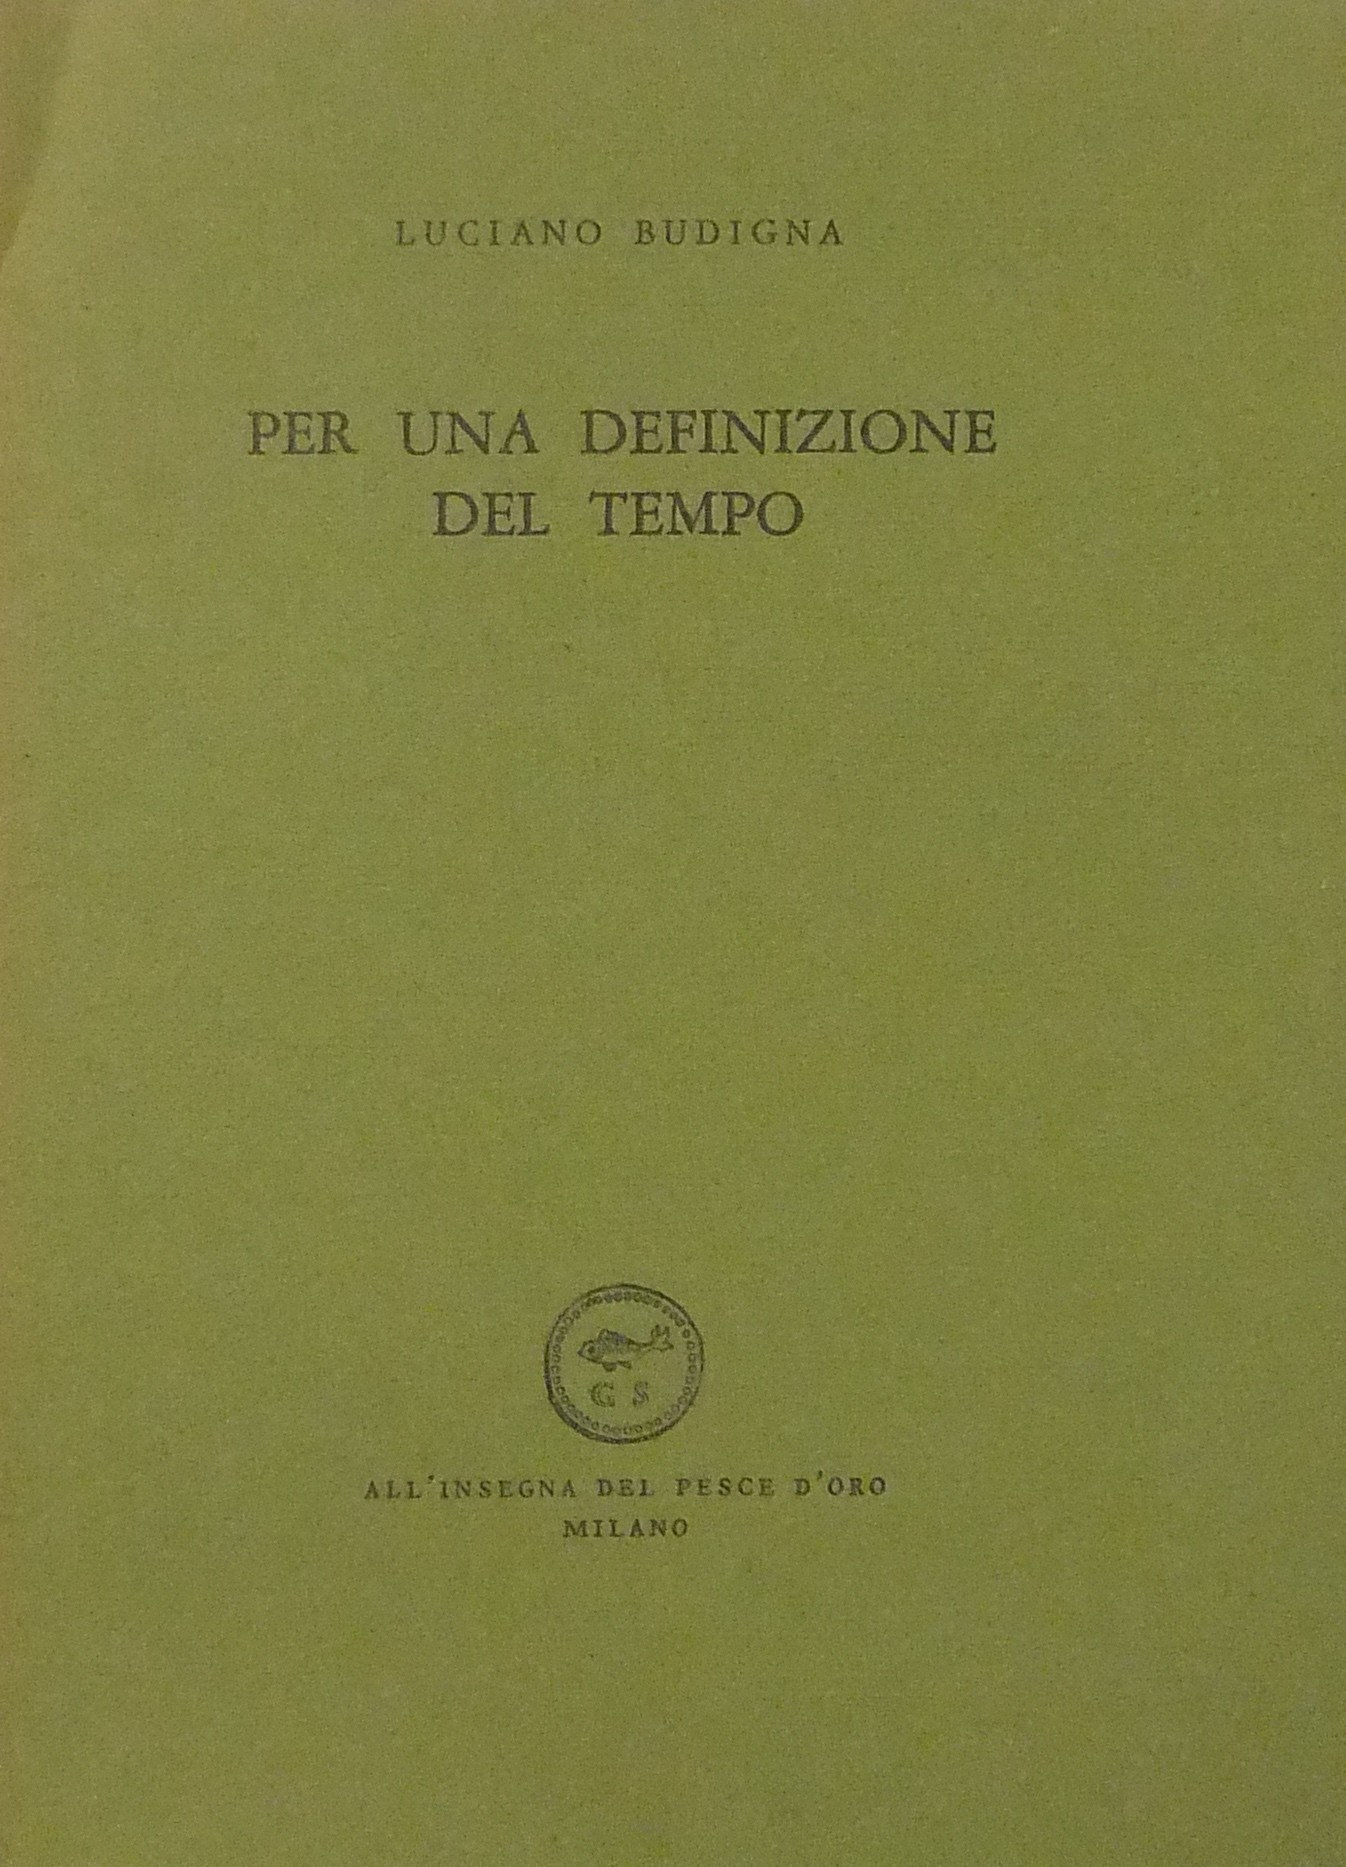 LUCIANO BUDIGNA
PER UNA DEFINIZIONE
DEL TEMPO
G S
ALL'INSEGNA DEL PESCE D'ORO
MILANO